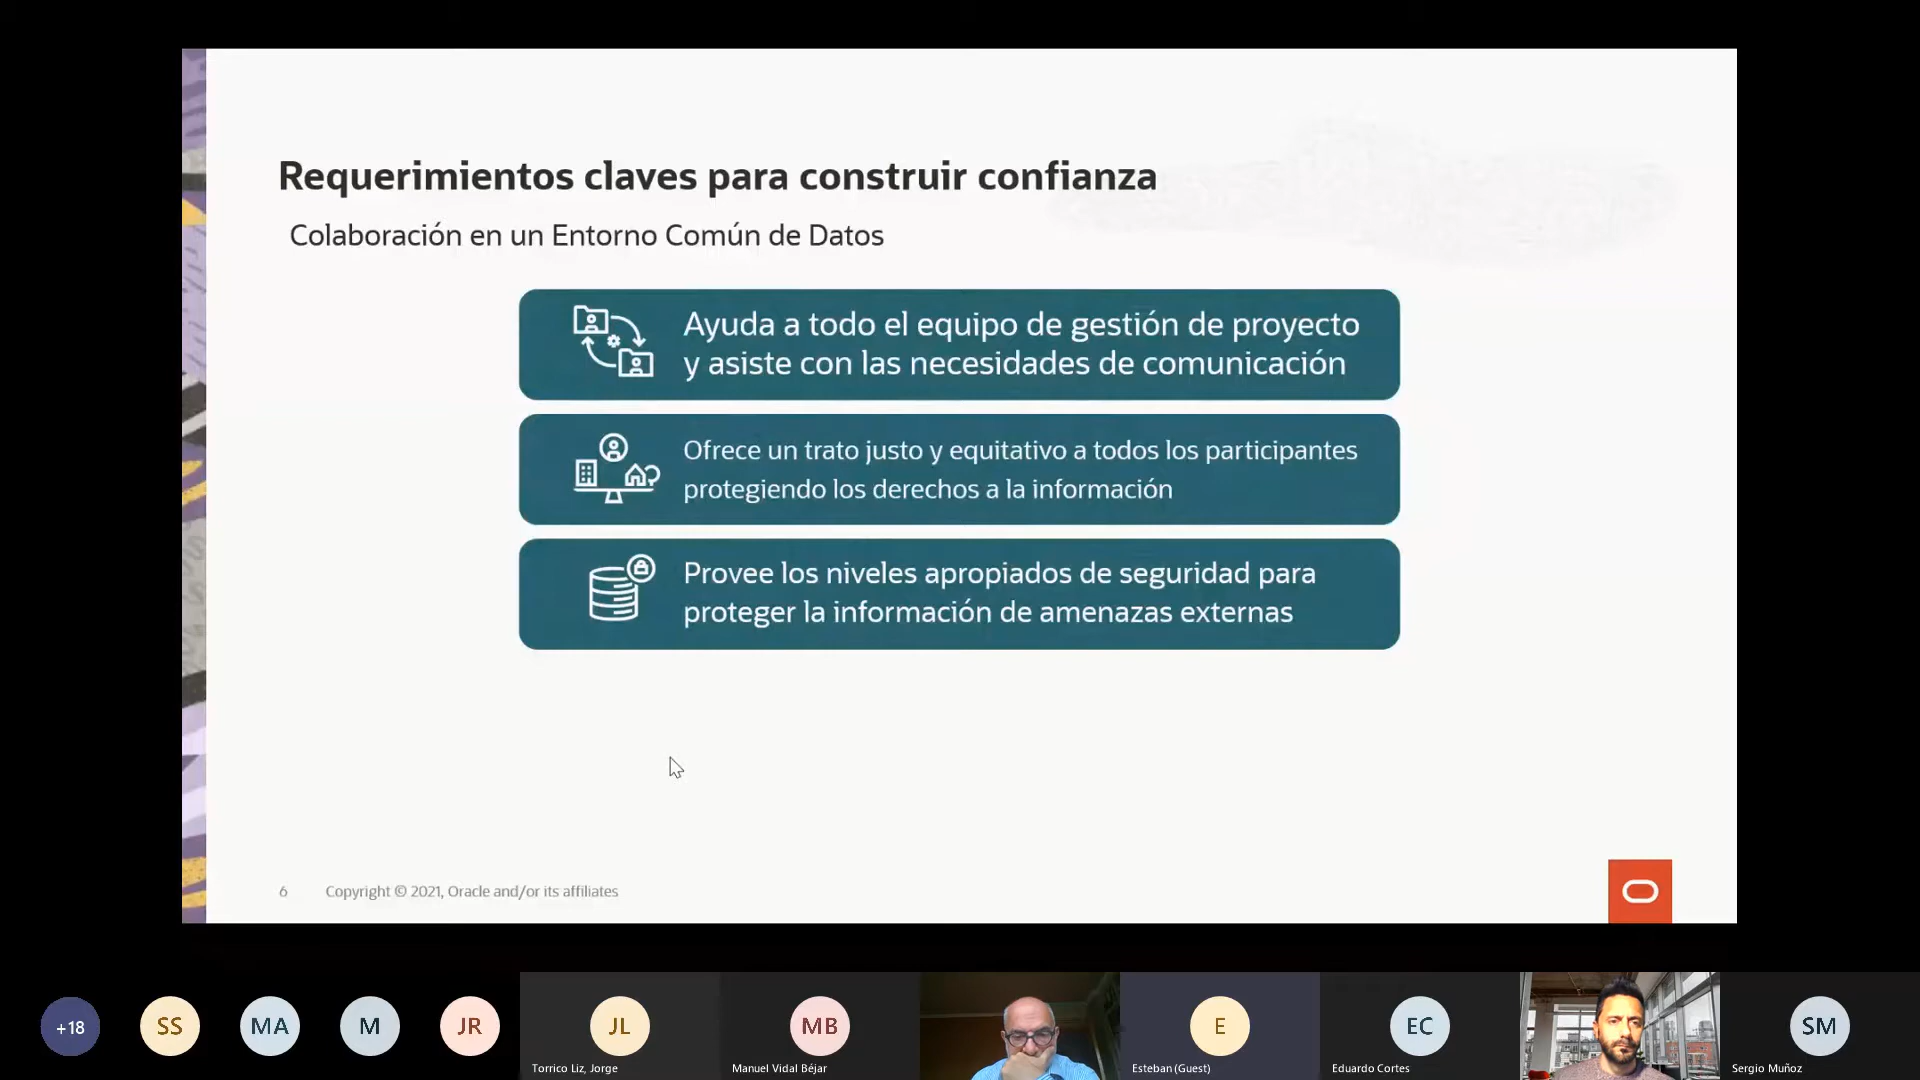 Requerimientos claves para construir confianza
Colaboración en un Entorno Común de Datos
Ayuda a todo el equipo de gestión de proyecto
y asiste con las necesidades de comunicación
Ofrece un trato justo y equitativo a todos los participantes
protegiendo los derechos a la información
Provee los niveles apropiados de seguridad para
proteger la información de amenazas externas
6 Copyright © 2021, Oracle and/or its affiliates
+18
SS
MA
M
JR
JL
Torrico Liz, Jorge
MB
Manuel Vidal Béjar
E
Esteban (Guest)
EC
Eduardo Cortes
SM
Sergio Muñoz